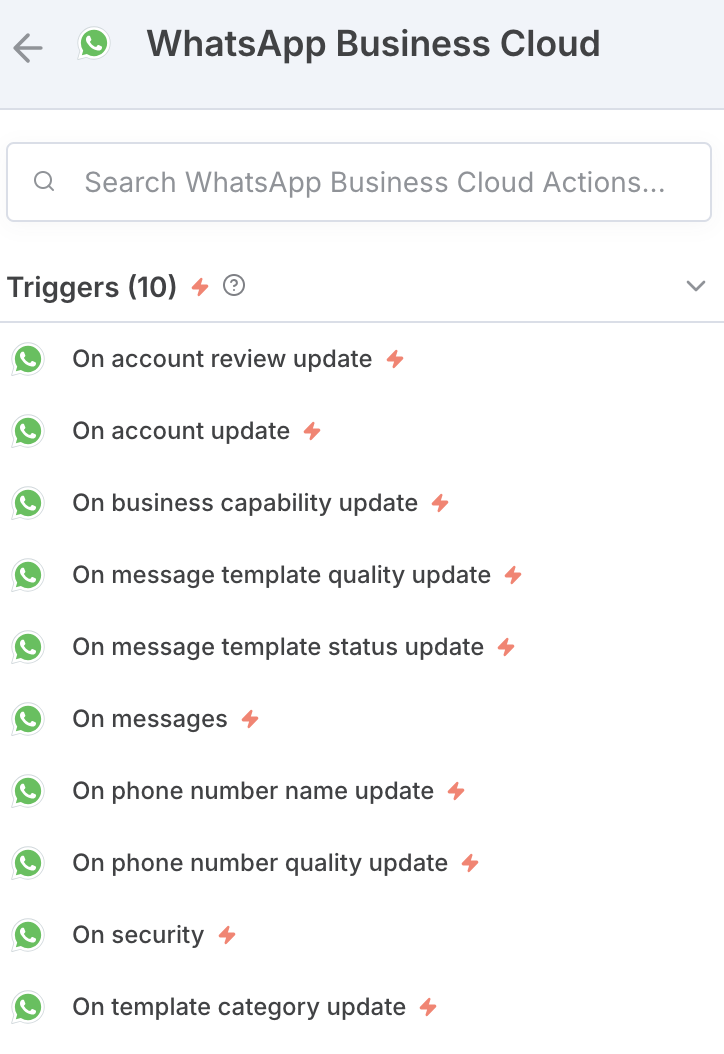 WhatsApp Business Cloud
Search WhatsApp Business Cloud Actions...
Triggers (10)
On account review update
On account update
On business capability update
On message template quality update
On message template status update
On messages
On phone number name update
On phone number quality update
On security
On template category update